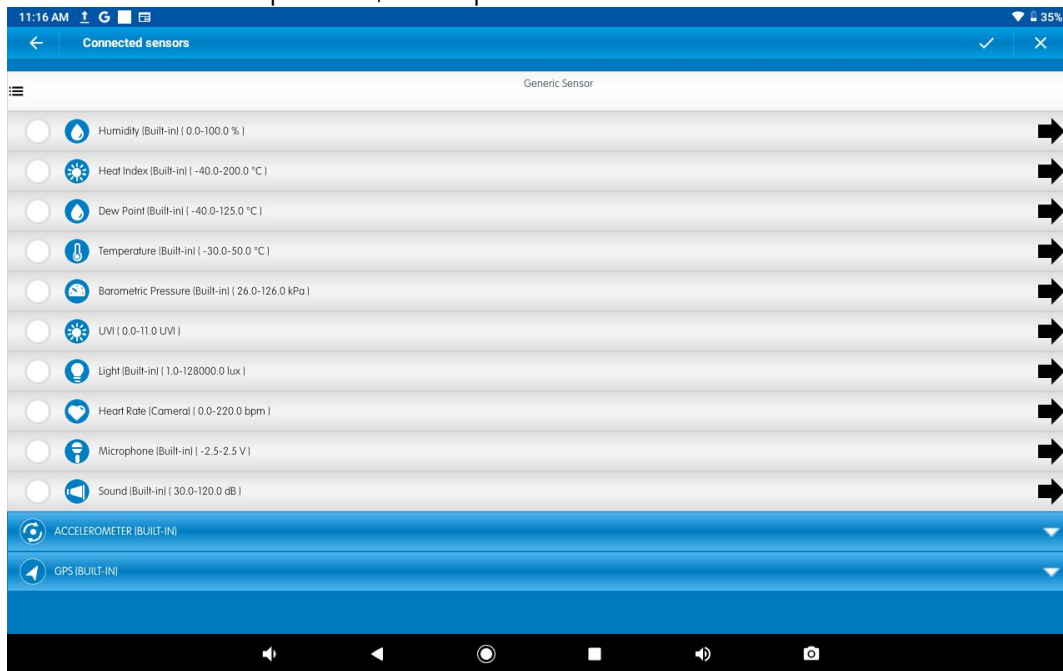 11:16 AM G 35%
Connected sensors
Generic Sensor
Humidity (Built-in) ( 0.0-100.0 % )
Heat Index (Built-in) ( -40.0-200.0 °C )
Dew Point (Built-in) ( -40.0-125.0 °C )
Temperature (Built-in) ( -30.0-50.0 °C )
Barometric Pressure (Built-in) ( 26.0-126.0 kPa )
UVI ( 0.0-11.0 UVI )
Light (Built-in) ( 1.0-128000.0 lux )
Heart Rate (Camera) ( 0.0-220.0 bpm )
Microphone (Built-in) ( -2.5-2.5 V )
Sound (Built-in) ( 30.0-120.0 dB )
ACCELEROMETER (BUILT-IN)
GPS (BUILT-IN)